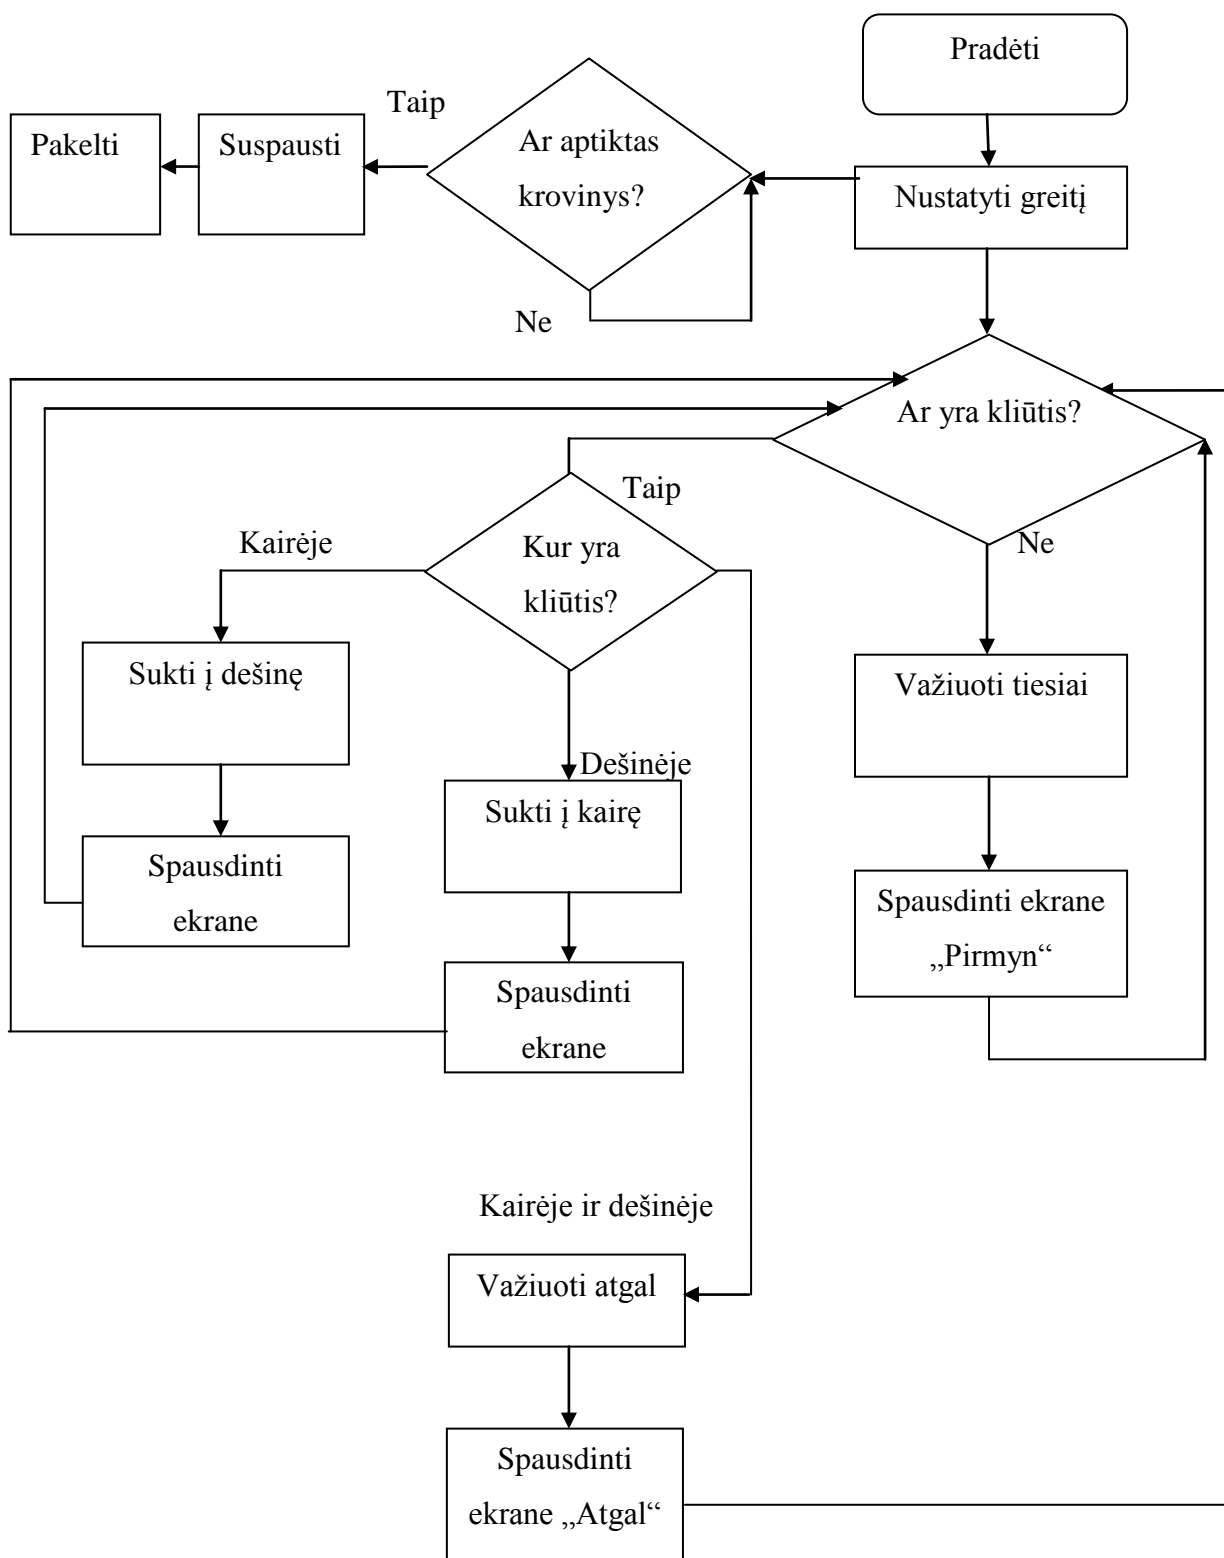 Pradėti
Taip
Pakelti
Suspausti
Ar aptiktas
krovinys?
Nustatyti greitį
Ne
Ar yra kliūtis?
Taip
Kairėje
Kur yra
kliūtis?
Ne
Sukti į dešinę
Važiuoti tiesiai
Dešinėje
Sukti į kairę
Spausdinti
ekrane
Spausdinti ekrane
„Pirmyn“
Spausdinti
ekrane
Kairėje ir dešinėje
Važiuoti atgal
Spausdinti
ekrane „Atgal“